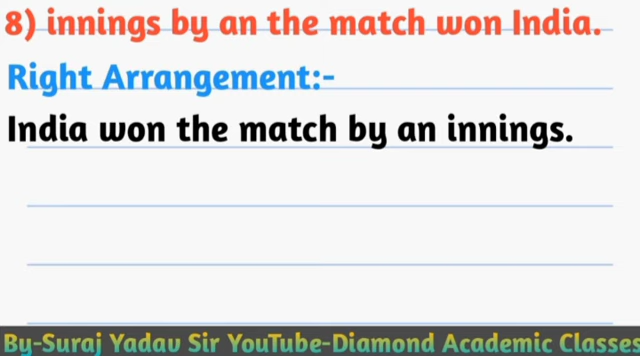 8) innings by an the match won India.
Right Arrangement:-
India won the match by an innings.
By-Suraj Yadav Sir YouTube-Diamond Academic Classes